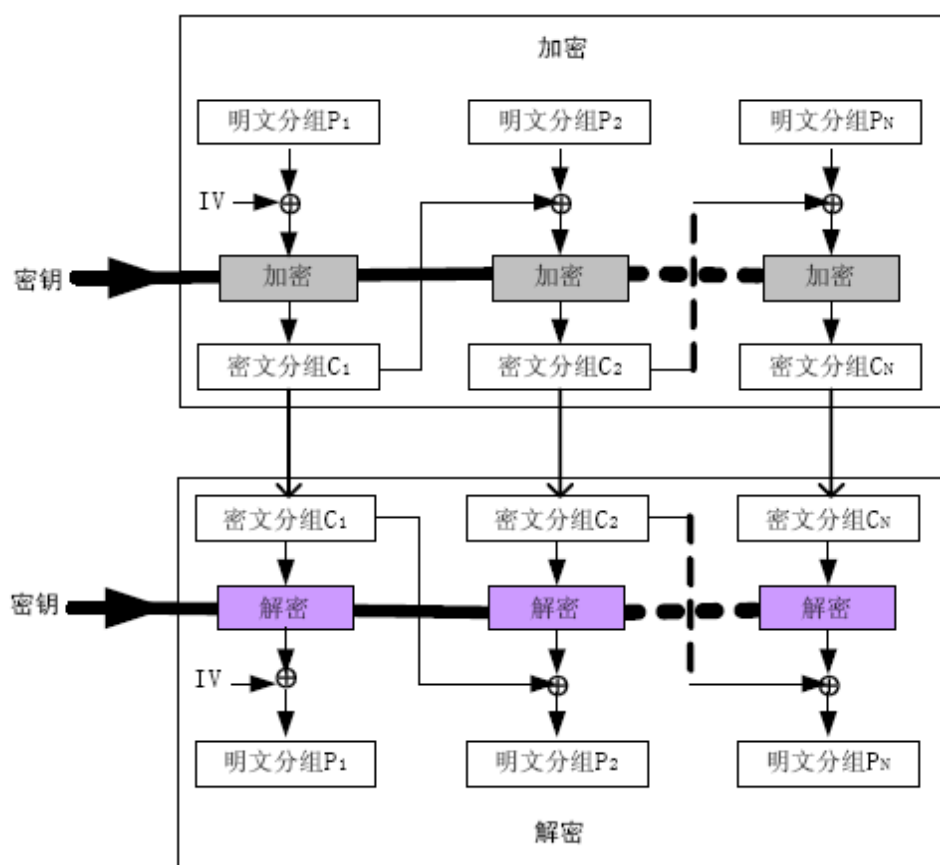 加密
明文分组P₁ 明文分组P₂ 明文分组Pɴ
IV
密钥 加密 加密 加密
密文分组C₁ 密文分组C₂ 密文分组Cɴ
密文分组C₁ 密文分组C₂ 密文分组Cɴ
密钥 解密 解密 解密
IV
明文分组P₁ 明文分组P₂ 明文分组Pɴ
解密